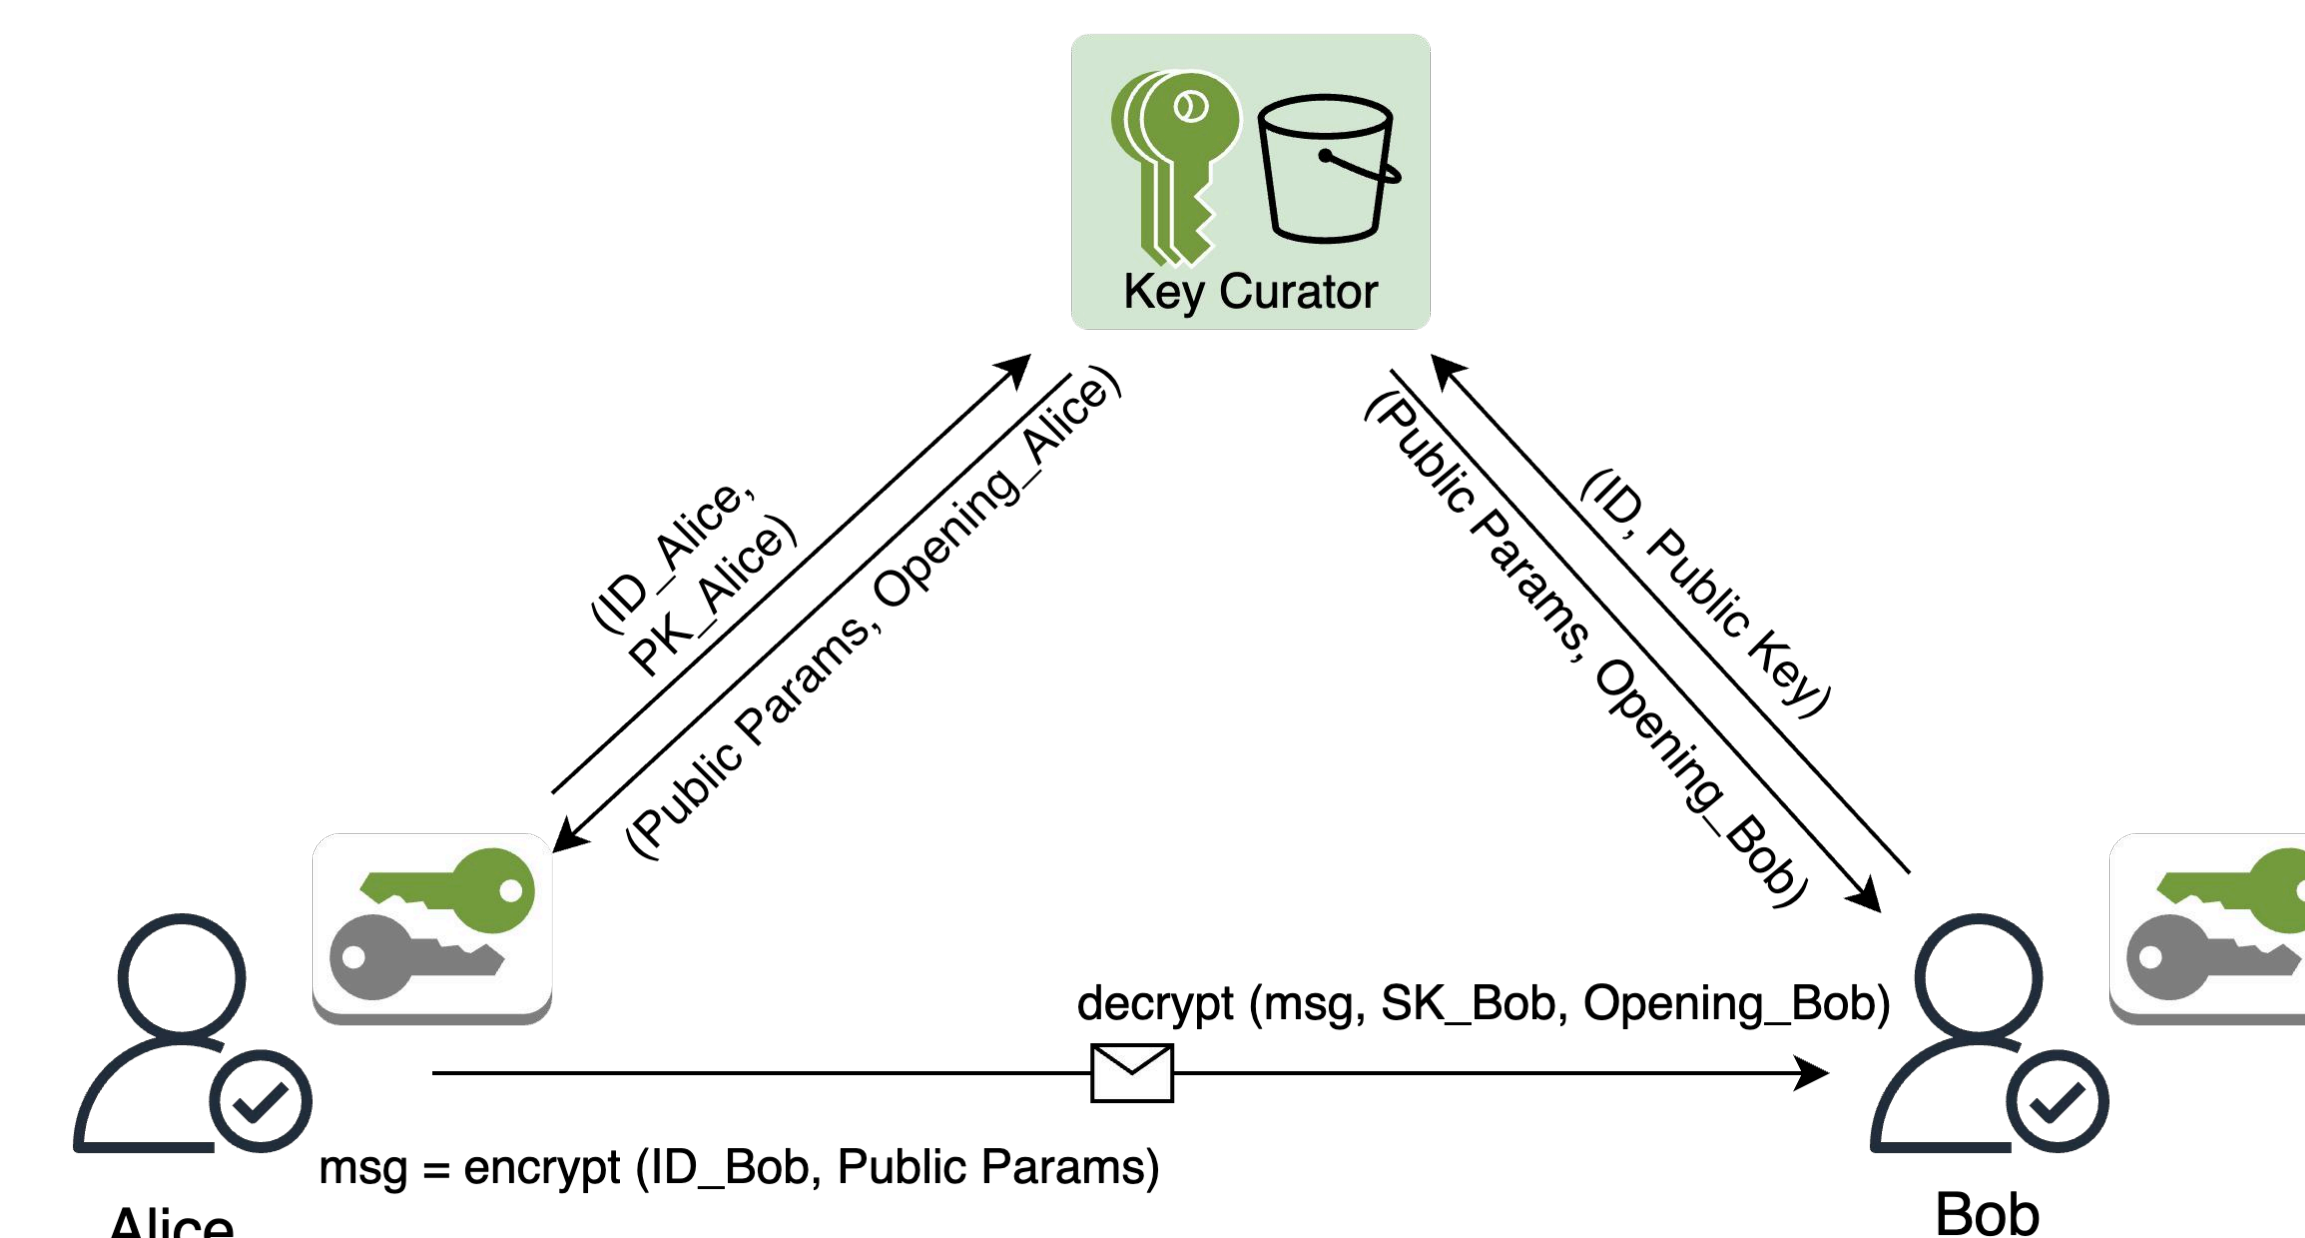 Key Curator
(ID_Alice,
PK_Alice)
(Public Params, Opening_Alice)
(Public Params, Opening_Bob)
(ID, Public Key)
decrypt (msg, SK_Bob, Opening_Bob)
msg = encrypt (ID_Bob, Public Params)
Alice
Bob